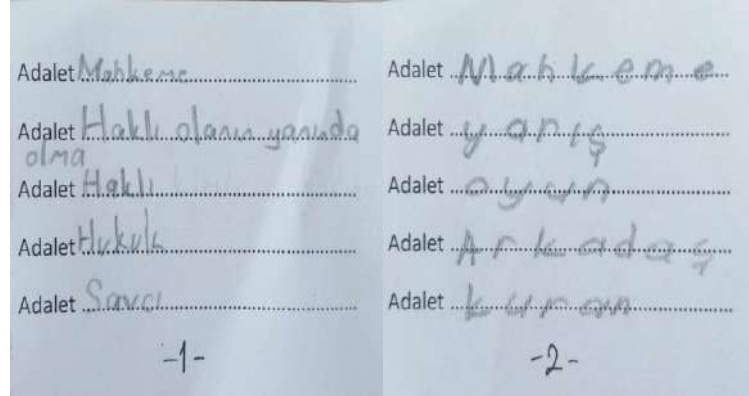 Adalet Mahkeme
Adalet Haklı olanın yanında
olma
Adalet Haklı
Adalet Hukuk
Adalet Savcı
-1-
Adalet Mahkeme
Adalet yarış
Adalet oyun
Adalet Arkadaş
Adalet kuran
-2-